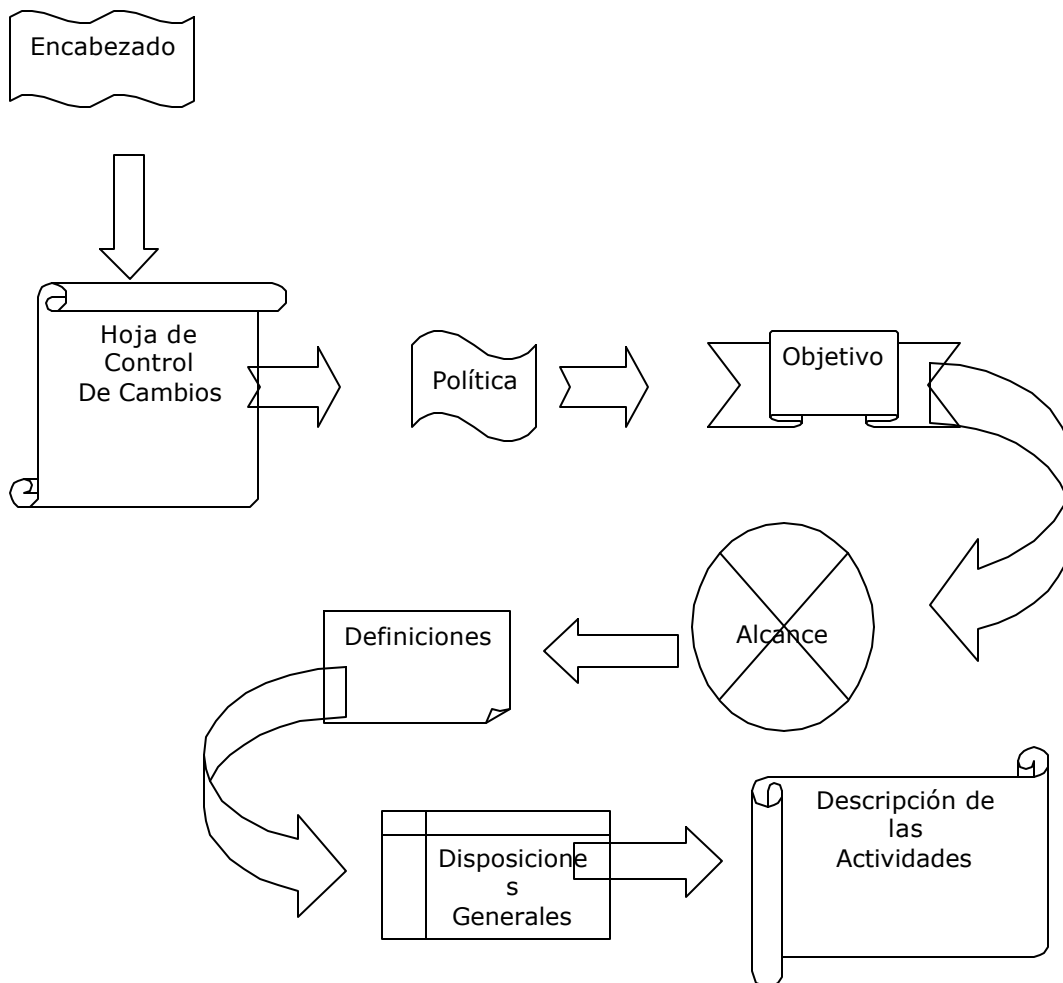 Encabezado
Hoja de
Control
De Cambios
Política
Objetivo
Alcance
Definiciones
Disposicione
s
Generales
Descripción de
las
Actividades